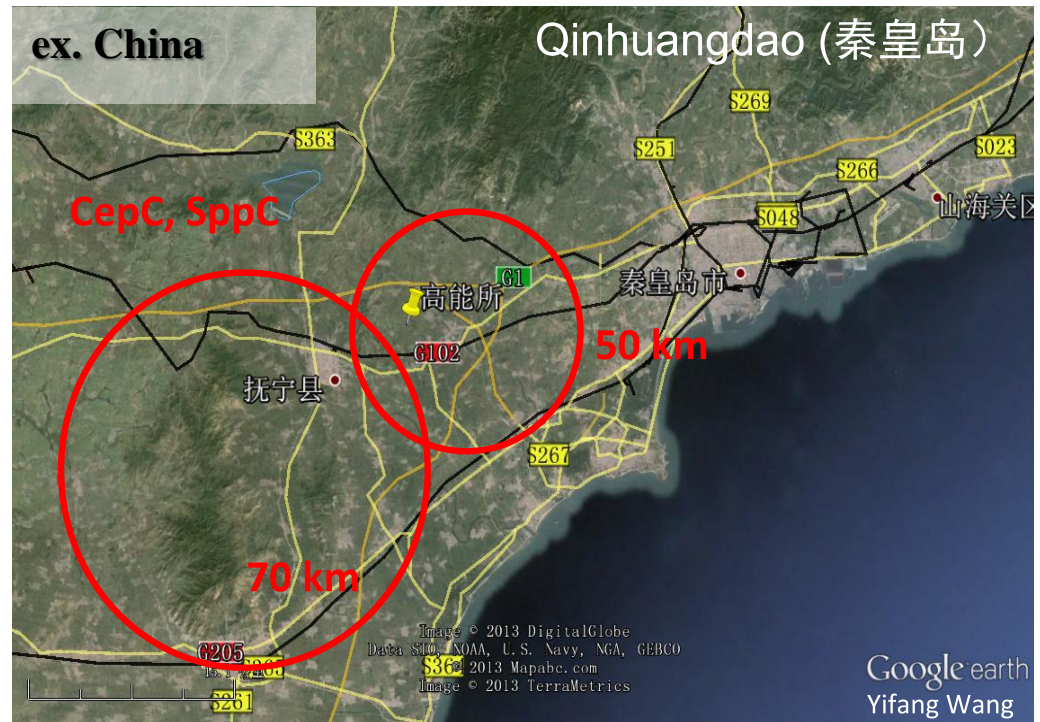 ex. China
Qinhuangdao (秦皇岛）
S269
S363
S251
S023
S266
CepC, SppC
S048
山海关区
G1
秦皇岛市
高能所
50 km
G102
抚宁县
S267
70 km
Image © 2013 DigitalGlobe
Data SIO, NOAA, U.S. Navy, NGA, GEBCO
G205
© 2013 Mapabc.com
Image © 2013 TerraMetrics
S261
Google earth
Yifang Wang